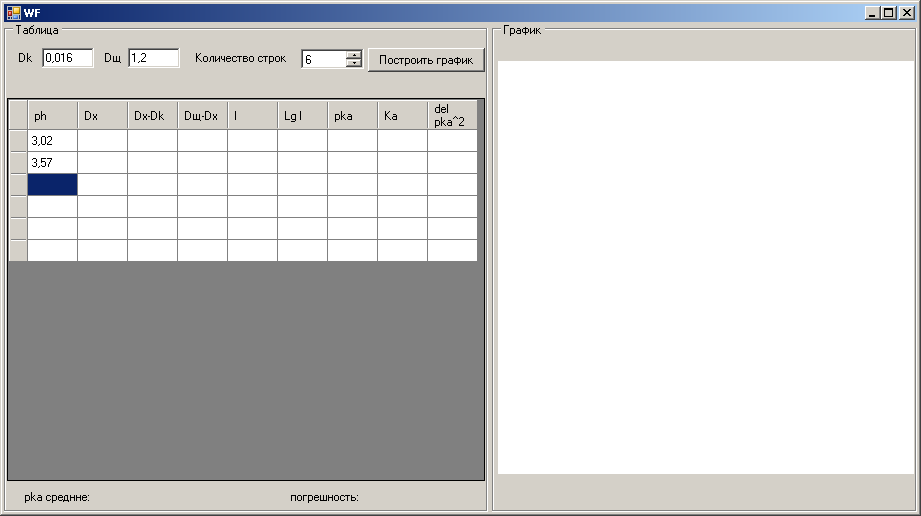 WF
Таблица
График
Dk 0,016 Dщ 1,2 Количество строк 6 Построить график
ph Dx Dx-Dk Dщ-Dx I Lg I pka Ka del pka^2
3,02
3,57
pka среднне: погрешность: